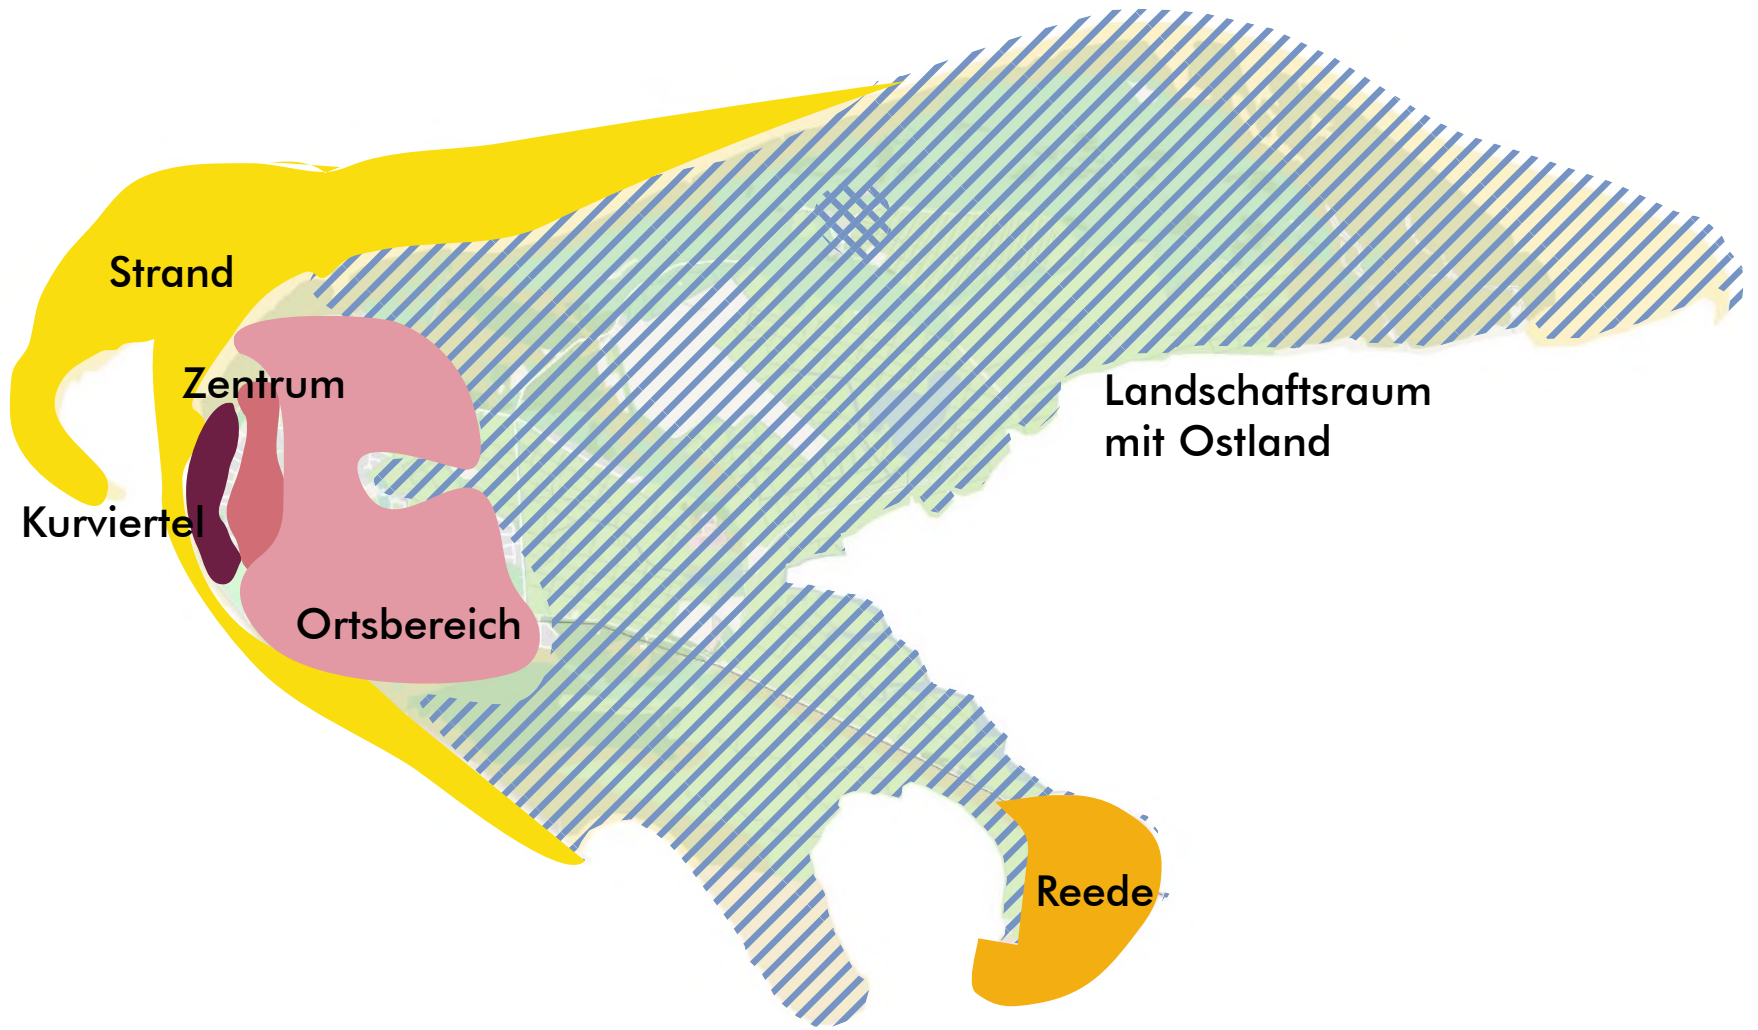 Strand
Zentrum
Landschaftsraum
mit Ostland
Kurviertel
Ortsbereich
Reede